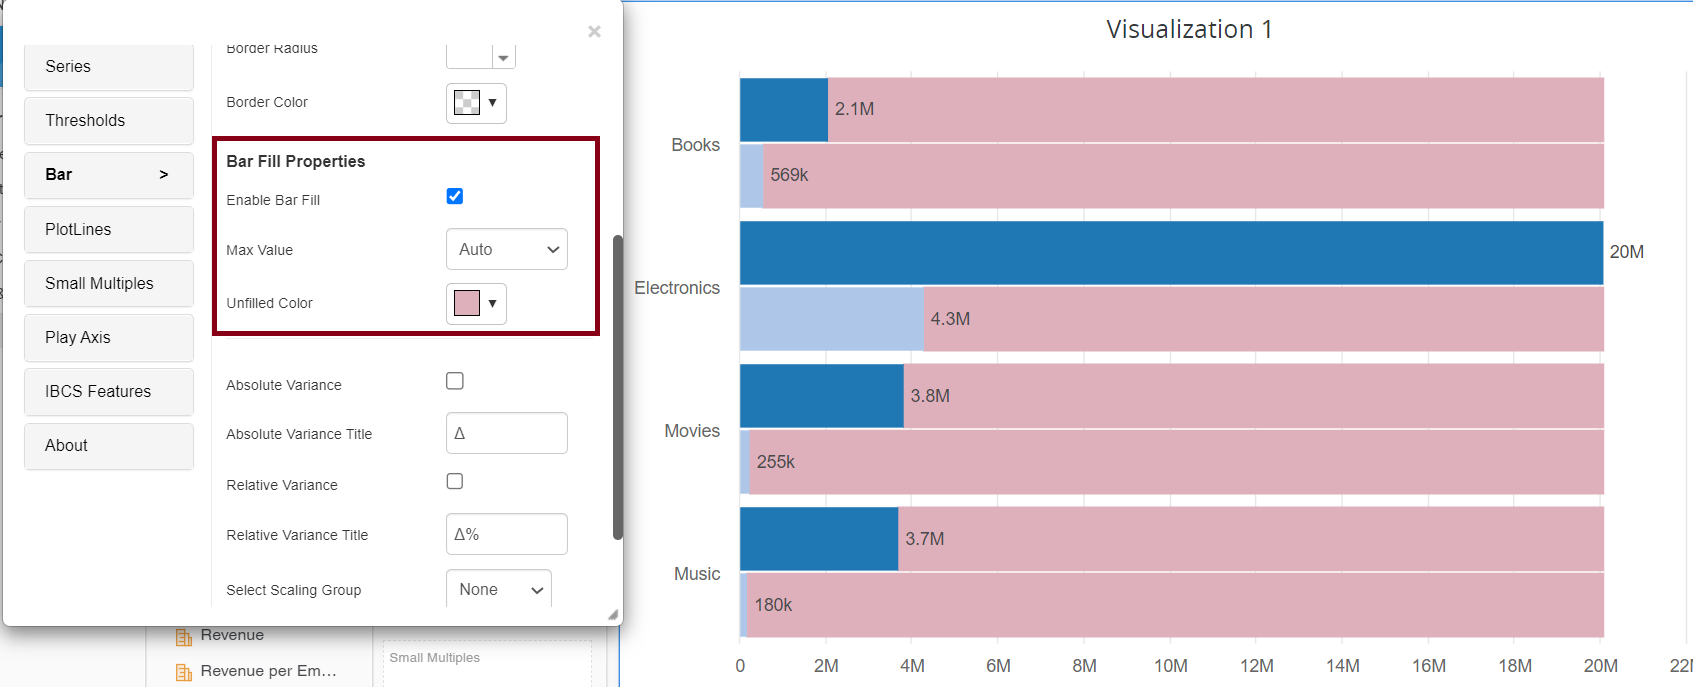 ×
Border Radius
Series
Border Color
Thresholds
Bar Fill Properties
Bar >
Enable Bar Fill
PlotLines
Max Value
Auto
Small Multiples
Unfilled Color
Play Axis
Absolute Variance
IBCS Features
Absolute Variance Title
Δ
About
Relative Variance
Relative Variance Title
Δ%
Select Scaling Group
None
Revenue
Revenue per Em...
Small Multiples
Visualization 1
Books
2.1M
569k
Electronics
20M
4.3M
Movies
3.8M
255k
Music
3.7M
180k
0 2M 4M 6M 8M 10M 12M 14M 16M 18M 20M